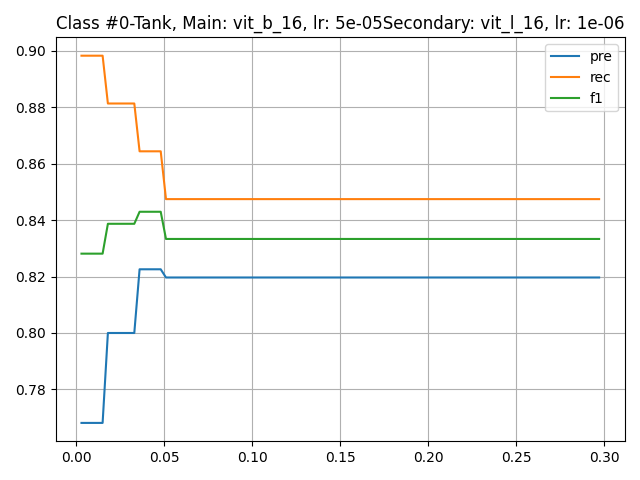 Class #0-Tank, Main: vit_b_16, lr: 5e-05Secondary: vit_l_16, lr: 1e-06
0.90
0.88
0.86
0.84
0.82
0.80
0.78
pre
rec
f1
0.00 0.05 0.10 0.15 0.20 0.25 0.30